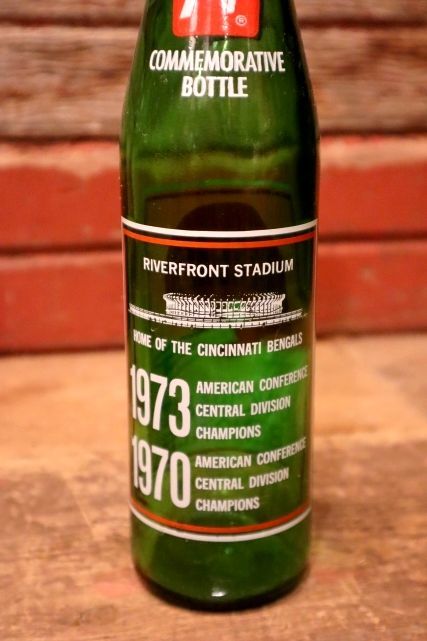 ®
COMMEMORATIVE
BOTTLE
RIVERFRONT STADIUM
HOME OF THE CINCINNATI BENGALS
1973 AMERICAN CONFERENCE
CENTRAL DIVISION
CHAMPIONS
1970 AMERICAN CONFERENCE
CENTRAL DIVISION
CHAMPIONS